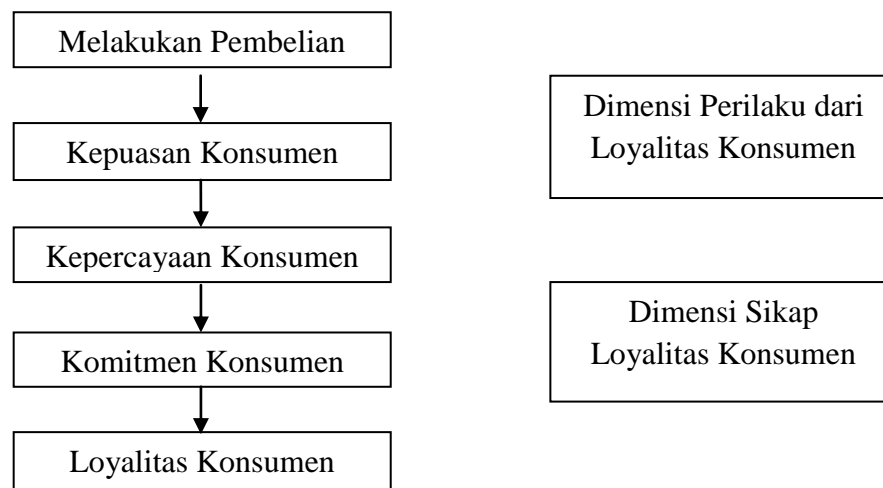 Melakukan Pembelian
Kepuasan Konsumen
Kepercayaan Konsumen
Komitmen Konsumen
Loyalitas Konsumen
Dimensi Perilaku dari
Loyalitas Konsumen
Dimensi Sikap
Loyalitas Konsumen